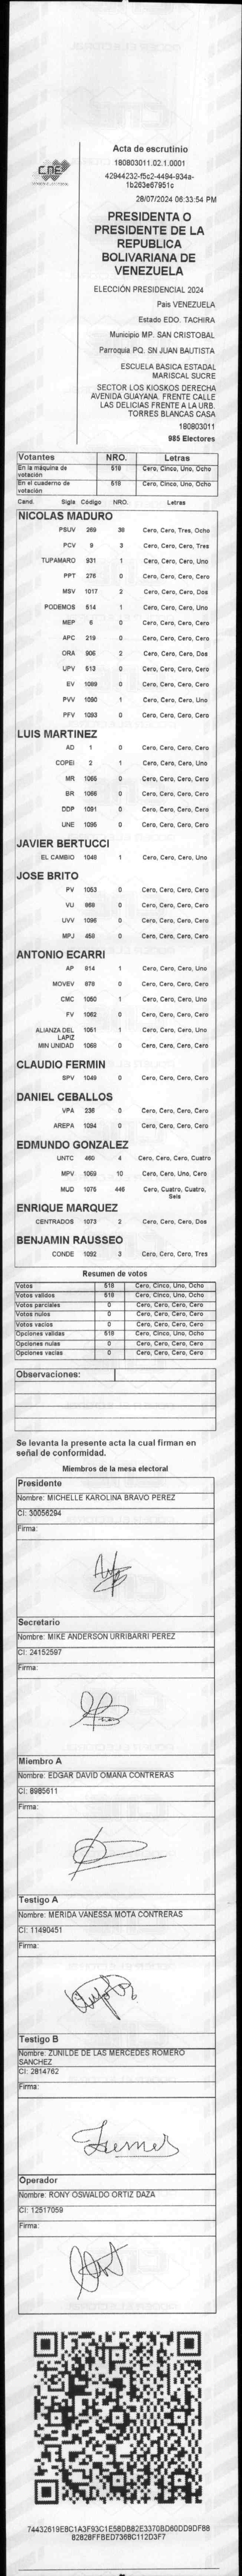 Acta de escrutinio
180803011.02.1.0001
42944232-f5c2-4494-934a-
1b263e67951c
28/07/2024 06:33:54 PM
CNE
PRESIDENTA O
PRESIDENTE DE LA
REPUBLICA
BOLIVARIANA DE
VENEZUELA
ELECCIÓN PRESIDENCIAL 2024
Pais VENEZUELA
Estado EDO. TACHIRA
Municipio MP. SAN CRISTOBAL
Parroquia PQ. SN JUAN BAUTISTA
ESCUELA BASICA ESTADAL
MARISCAL SUCRE
SECTOR LOS KIOSKOS DERECHA
AVENIDA GUAYANA. FRENTE CALLE
LAS DELICIAS FRENTE A LA URB.
TORRES BLANCAS CASA
180803011
985 Electores
Votantes NRO. Letras
En la máquina de votación 518 Cero, Cinco, Uno, Ocho
En el cuaderno de votación 518 Cero, Cinco, Uno, Ocho
Cand. Sigla Código NRO. Letras
NICOLAS MADURO
PSUV 269 38 Cero, Cero, Tres, Ocho
PCV 9 3 Cero, Cero, Cero, Tres
TUPAMARO 931 1 Cero, Cero, Cero, Uno
PPT 276 0 Cero, Cero, Cero, Cero
MSV 1017 2 Cero, Cero, Cero, Dos
PODEMOS 514 1 Cero, Cero, Cero, Uno
MEP 6 0 Cero, Cero, Cero, Cero
APC 219 0 Cero, Cero, Cero, Cero
ORA 906 2 Cero, Cero, Cero, Dos
UPV 513 0 Cero, Cero, Cero, Cero
EV 1089 0 Cero, Cero, Cero, Cero
PVV 1090 1 Cero, Cero, Cero, Uno
PFV 1093 0 Cero, Cero, Cero, Cero
LUIS MARTINEZ
AD 1 0 Cero, Cero, Cero, Cero
COPEI 2 1 Cero, Cero, Cero, Uno
MR 1065 0 Cero, Cero, Cero, Cero
BR 1066 0 Cero, Cero, Cero, Cero
DDP 1091 0 Cero, Cero, Cero, Cero
UNE 1095 0 Cero, Cero, Cero, Cero
JAVIER BERTUCCI
EL CAMBIO 1048 1 Cero, Cero, Cero, Uno
JOSE BRITO
PV 1053 0 Cero, Cero, Cero, Cero
VU 868 0 Cero, Cero, Cero, Cero
UVV 1096 0 Cero, Cero, Cero, Cero
MPJ 458 0 Cero, Cero, Cero, Cero
ANTONIO ECARRI
AP 914 1 Cero, Cero, Cero, Uno
MOVEV 878 0 Cero, Cero, Cero, Cero
CMC 1050 1 Cero, Cero, Cero, Uno
FV 1062 0 Cero, Cero, Cero, Cero
ALIANZA DEL LAPIZ 1051 1 Cero, Cero, Cero, Uno
MIN UNIDAD 1068 0 Cero, Cero, Cero, Cero
CLAUDIO FERMIN
SPV 1049 0 Cero, Cero, Cero, Cero
DANIEL CEBALLOS
VPA 236 0 Cero, Cero, Cero, Cero
AREPA 1094 0 Cero, Cero, Cero, Cero
EDMUNDO GONZALEZ
UNTC 460 4 Cero, Cero, Cero, Cuatro
MPV 1069 10 Cero, Cero, Uno, Cero
MUD 1075 446 Cero, Cuatro, Cuatro, Seis
ENRIQUE MARQUEZ
CENTRADOS 1073 2 Cero, Cero, Cero, Dos
BENJAMIN RAUSSEO
CONDE 1092 3 Cero, Cero, Cero, Tres
Resumen de votos
Votos 518 Cero, Cinco, Uno, Ocho
Votos validos 518 Cero, Cinco, Uno, Ocho
Votos parciales 0 Cero, Cero, Cero, Cero
Votos nulos 0 Cero, Cero, Cero, Cero
Votos vacios 0 Cero, Cero, Cero, Cero
Opciones validas 518 Cero, Cinco, Uno, Ocho
Opciones nulas 0 Cero, Cero, Cero, Cero
Opciones vacias 0 Cero, Cero, Cero, Cero
Observaciones:
Se levanta la presente acta la cual firman en
señal de conformidad.
Miembros de la mesa electoral
Presidente
Nombre: MICHELLE KAROLINA BRAVO PEREZ
CI: 30056294
Firma:
Secretario
Nombre: MIKE ANDERSON URRIBARRI PEREZ
CI: 24152597
Firma:
Miembro A
Nombre: EDGAR DAVID OMAÑA CONTRERAS
CI: 8985611
Firma:
Testigo A
Nombre: MERIDA VANESSA MOTA CONTRERAS
CI: 11490451
Firma:
Testigo B
Nombre: ZUNILDE DE LAS MERCEDES ROMERO
SANCHEZ
CI: 2814762
Firma:
Operador
Nombre: RONY OSWALDO ORTIZ DAZA
CI: 12517059
Firma:
74432619E8C1A3F93C1E58DB82E3370BD60DD9DF88
82828FFBED7368C112D3F7